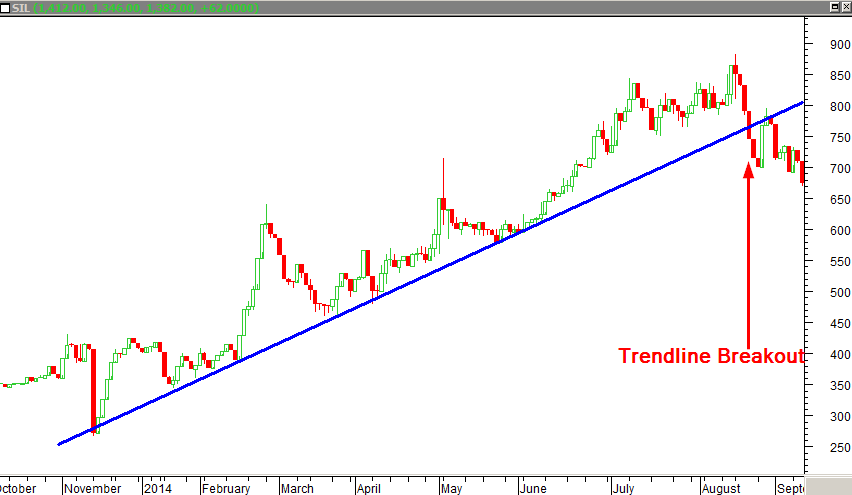 SIL (1,412.00, 1,346.00, 1,382.00, +62.0000)
900
850
800
750
700
650
600
550
500
450
400
350
300
250
Trendline Breakout
October
November
2014
February
March
April
May
June
July
August
Septe